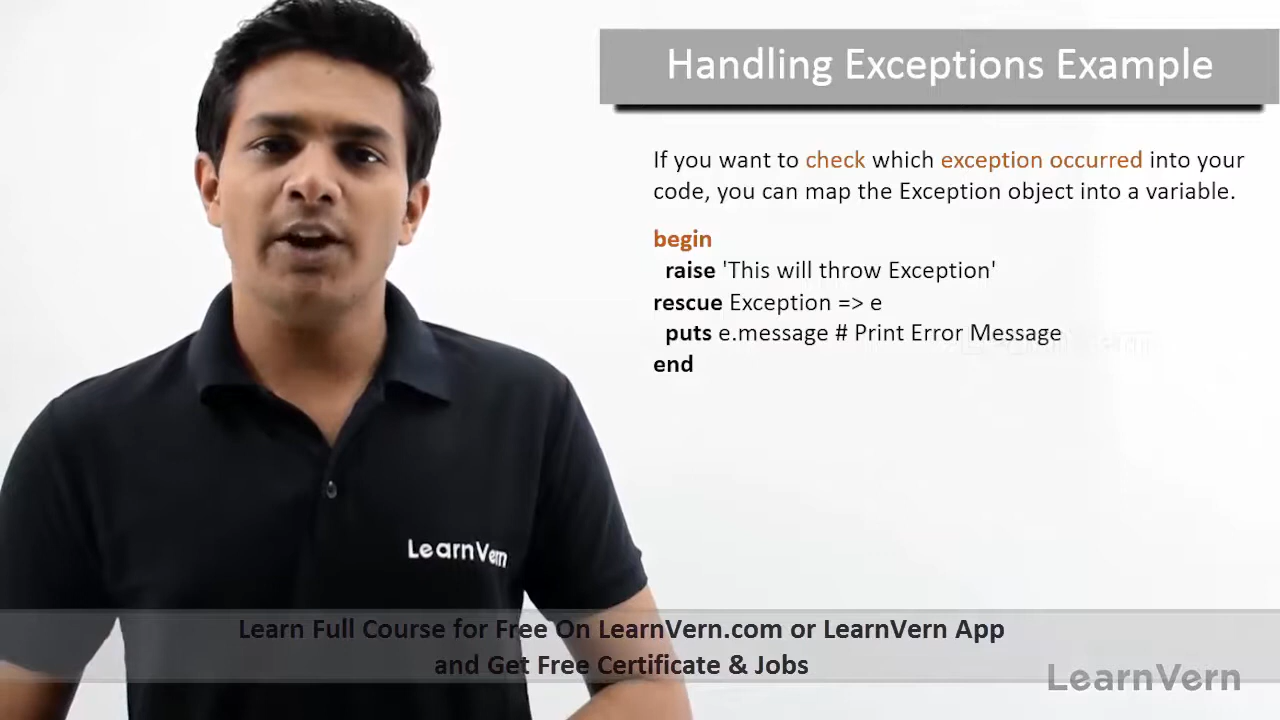 Handling Exceptions Example
If you want to check which exception occurred into your
code, you can map the Exception object into a variable.
begin
raise 'This will throw Exception'
rescue Exception => e
puts e.message # Print Error Message
end
LearnVern
Learn Full Course for Free On LearnVern.com or LearnVern App
and Get Free Certificate & Jobs
LearnVern